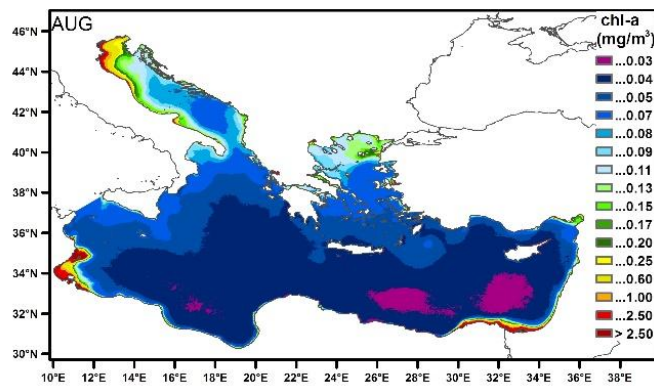 AUG
chl-a
(mg/m³)
...0.03
...0.04
...0.05
...0.07
...0.08
...0.09
...0.11
...0.13
...0.15
...0.17
...0.20
...0.25
...0.60
...1.00
...2.50
> 2.50
46°N
44°N
42°N
40°N
38°N
36°N
34°N
32°N
30°N
10°E 12°E 14°E 16°E 18°E 20°E 22°E 24°E 26°E 28°E 30°E 32°E 34°E 36°E 38°E